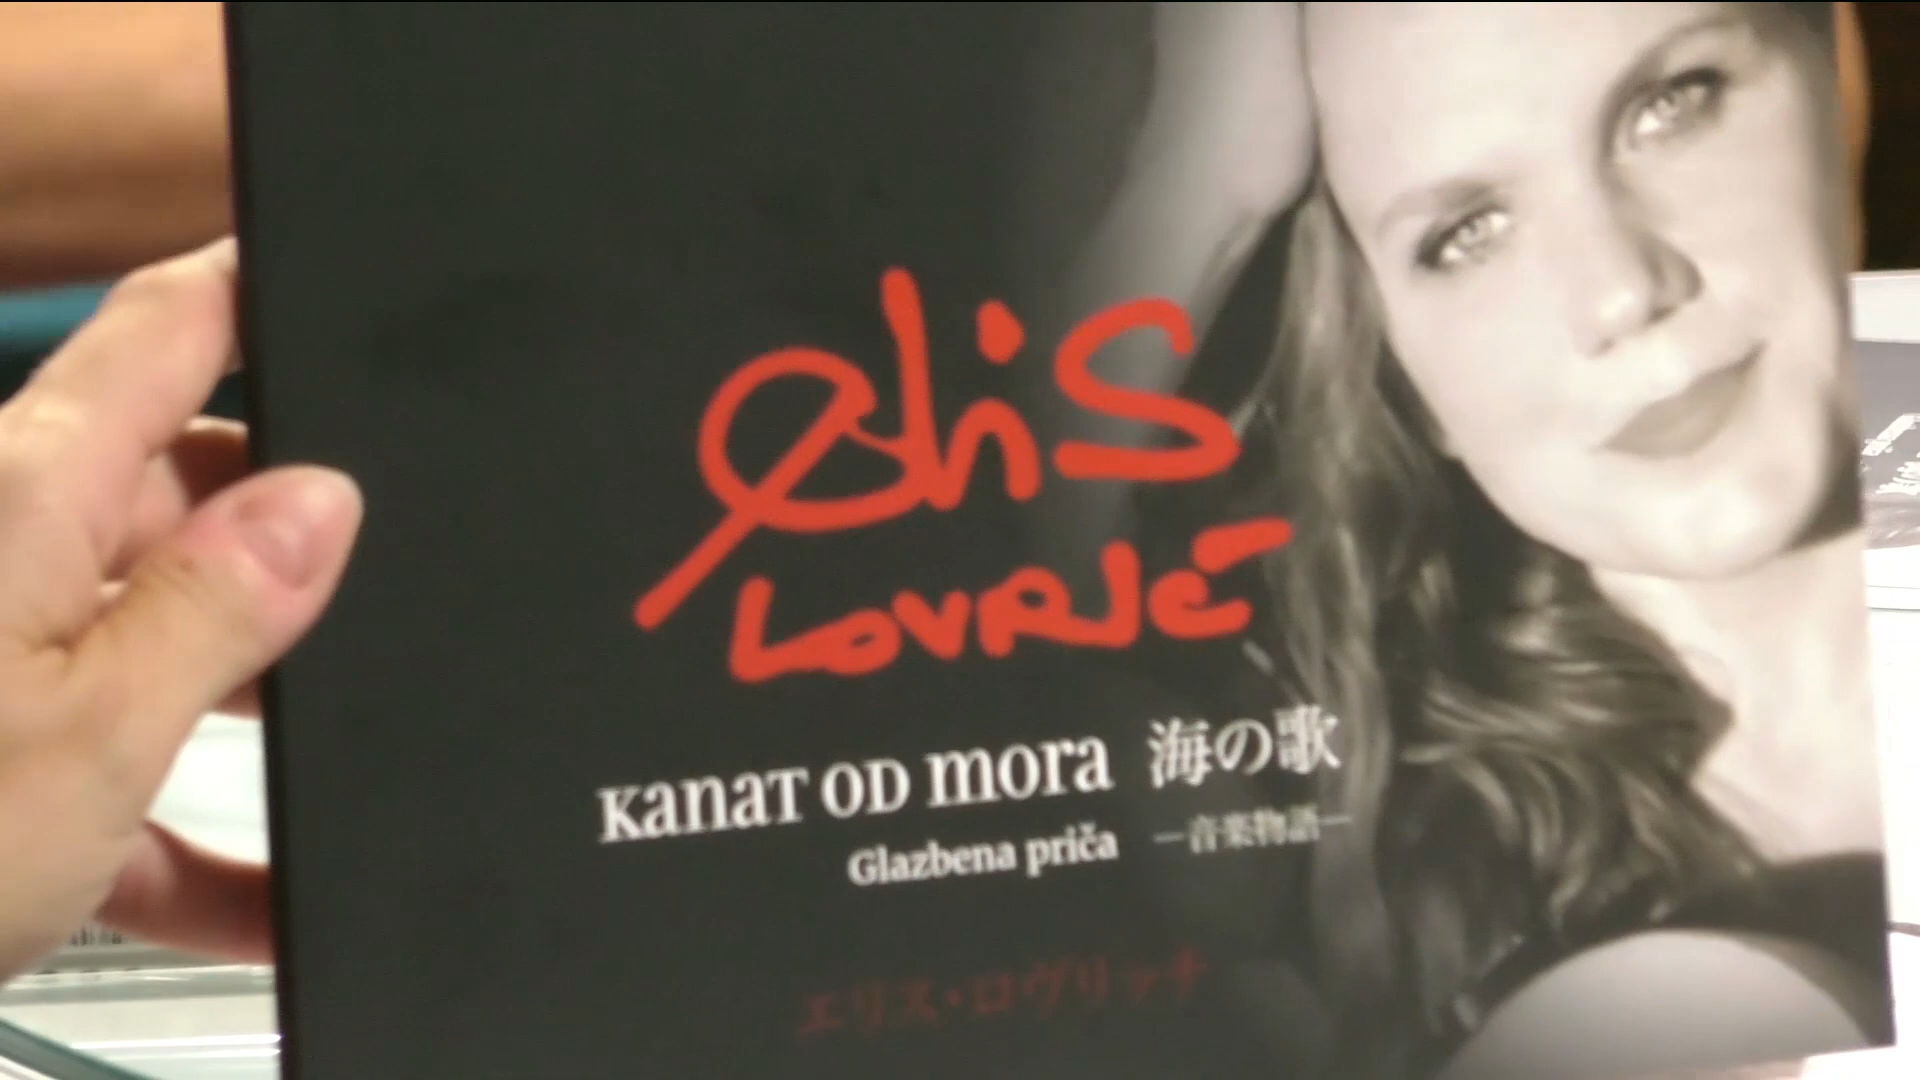 elis
LOVRIĆ
Kanat od mora 海の歌
Glazbena priča —音楽物語—
エリス・ロヴリッチ